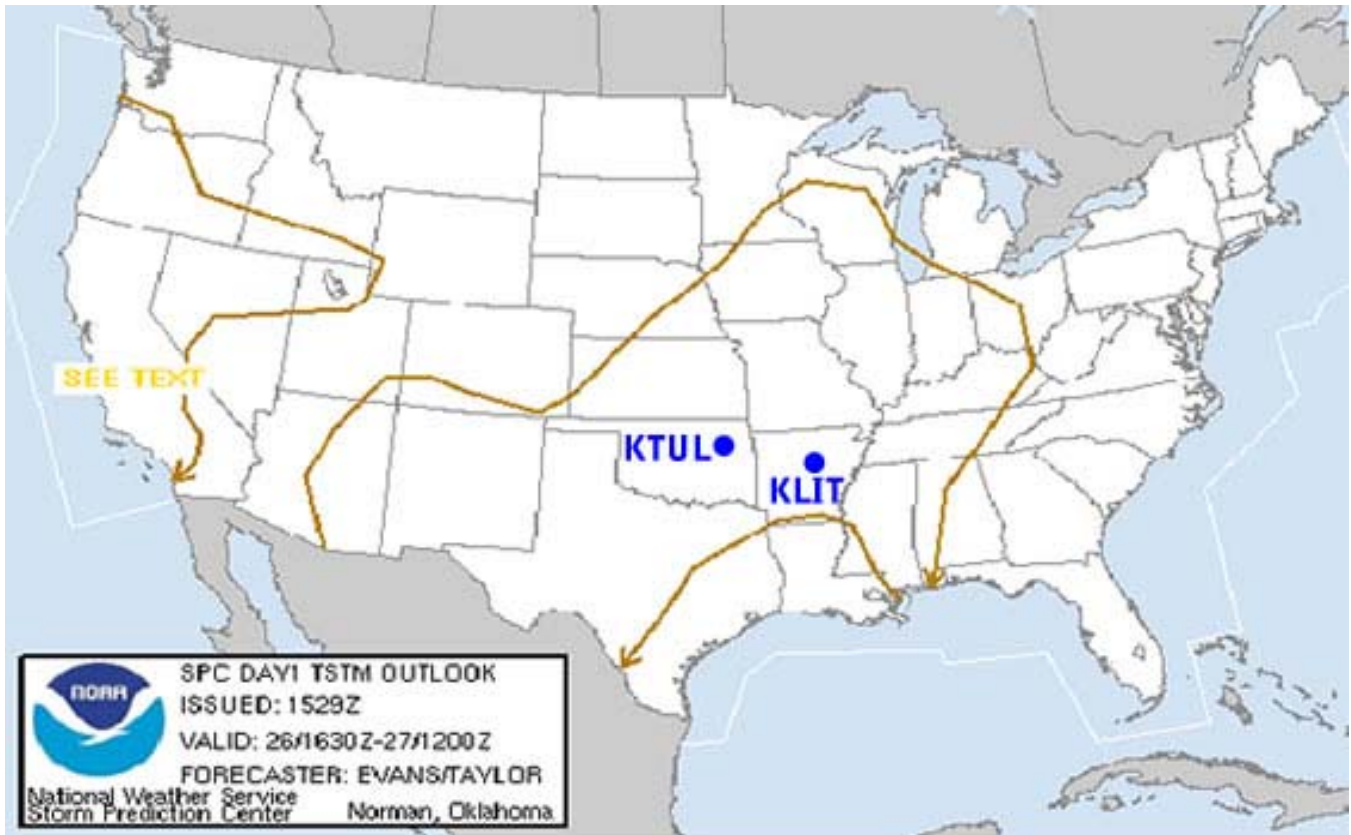 SEE TEXT
KTUL
KLIT
NOAA
SPC DAY1 TSTM OUTLOOK
ISSUED: 1529Z
VALID: 26/1630Z-27/1200Z
FORECASTER: EVANS/TAYLOR
National Weather Service
Storm Prediction Center Norman, Oklahoma